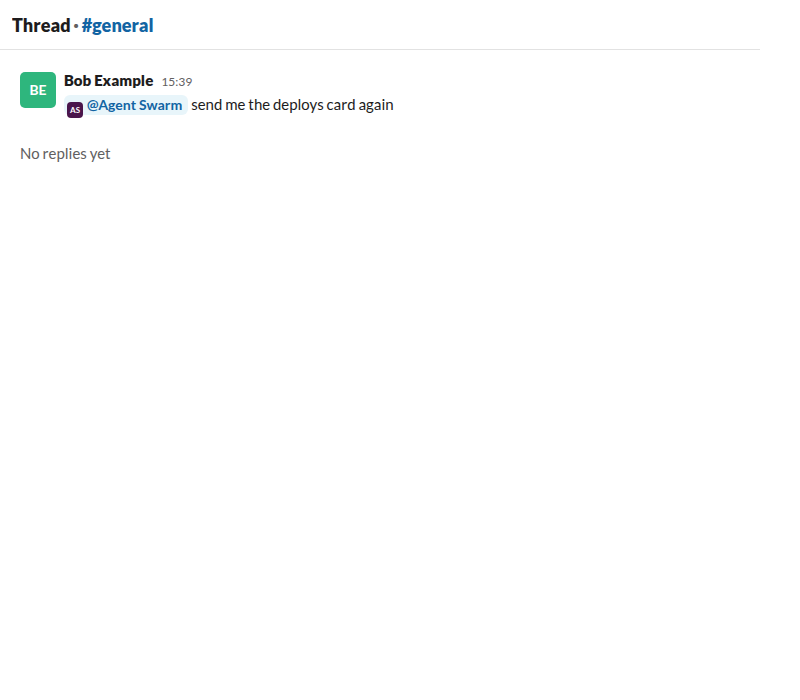 Thread • #general
BE Bob Example 15:39
AS @Agent Swarm send me the deploys card again
No replies yet